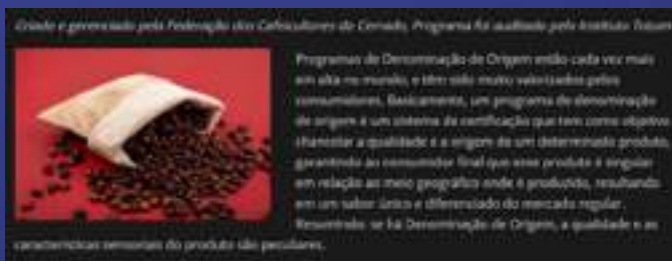 Criado e gerenciado pela Federação dos Cafeicultores do Cerrado, Programa foi auditado pelo Instituto
Programas de Denominação de Origem estão cada vez mais
em alta no mundo, e têm sido muito valorizados pelos
consumidores. Basicamente, um programa de denominação
de origem é um sistema de certificação que tem como objetivo
chancelar a qualidade e a origem de um determinado produto,
garantindo ao consumidor final que esse produto é singular
em relação ao meio geográfico onde é produzido, resultando
em um sabor único e diferenciado do mercado regular.
Resumindo: se há Denominação de Origem, a qualidade e as
características sensoriais do produto são peculiares.